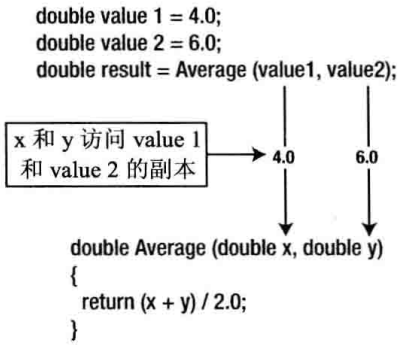 double value 1 = 4.0;
double value 2 = 6.0;
double result = Average (value1, value2);
x 和 y 访问 value 1
和 value 2 的副本
4.0 6.0
double Average (double x, double y)
{
return (x + y) / 2.0;
}